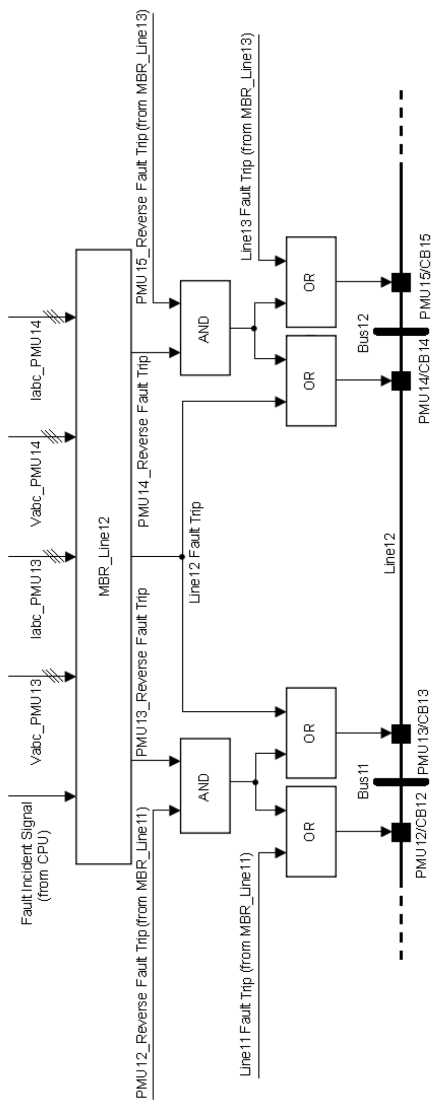 Fault Incident Signal
(from CPU)
Vabc_PMU13
Iabc_PMU13
Vabc_PMU14
Iabc_PMU14
MBR_Line12
PMU12_Reverse Fault Trip (from MBR_Line11)
PMU13_Reverse Fault Trip
PMU14_Reverse Fault Trip
PMU15_Reverse Fault Trip (from MBR_Line13)
AND
Line12 Fault Trip
AND
Line11 Fault Trip (from MBR_Line11)
Line13 Fault Trip (from MBR_Line13)
OR
OR
OR
OR
Bus11
Bus12
PMU12/CB12
PMU13/CB13
Line12
PMU14/CB14
PMU15/CB15